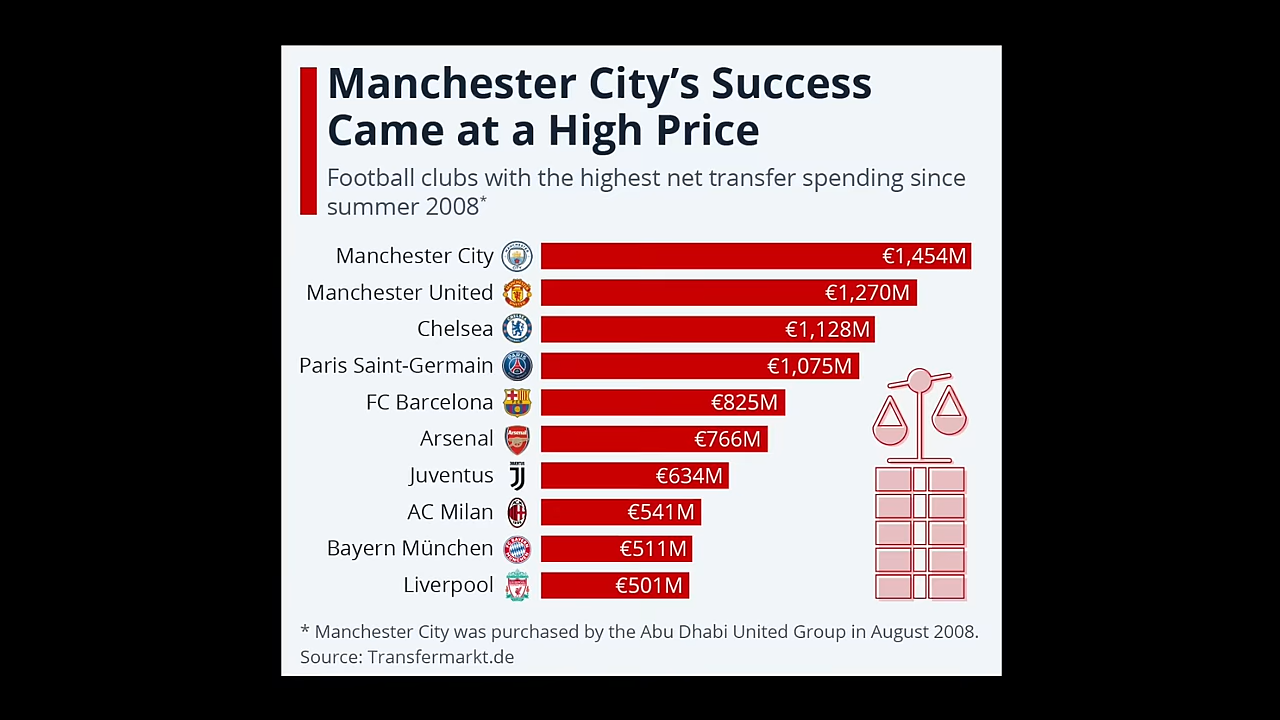 Manchester City’s Success
Came at a High Price
Football clubs with the highest net transfer spending since
summer 2008*
Manchester City €1,454M
Manchester United €1,270M
Chelsea €1,128M
Paris Saint-Germain €1,075M
FC Barcelona €825M
Arsenal €766M
Juventus €634M
AC Milan €541M
Bayern München €511M
Liverpool €501M
* Manchester City was purchased by the Abu Dhabi United Group in August 2008.
Source: Transfermarkt.de